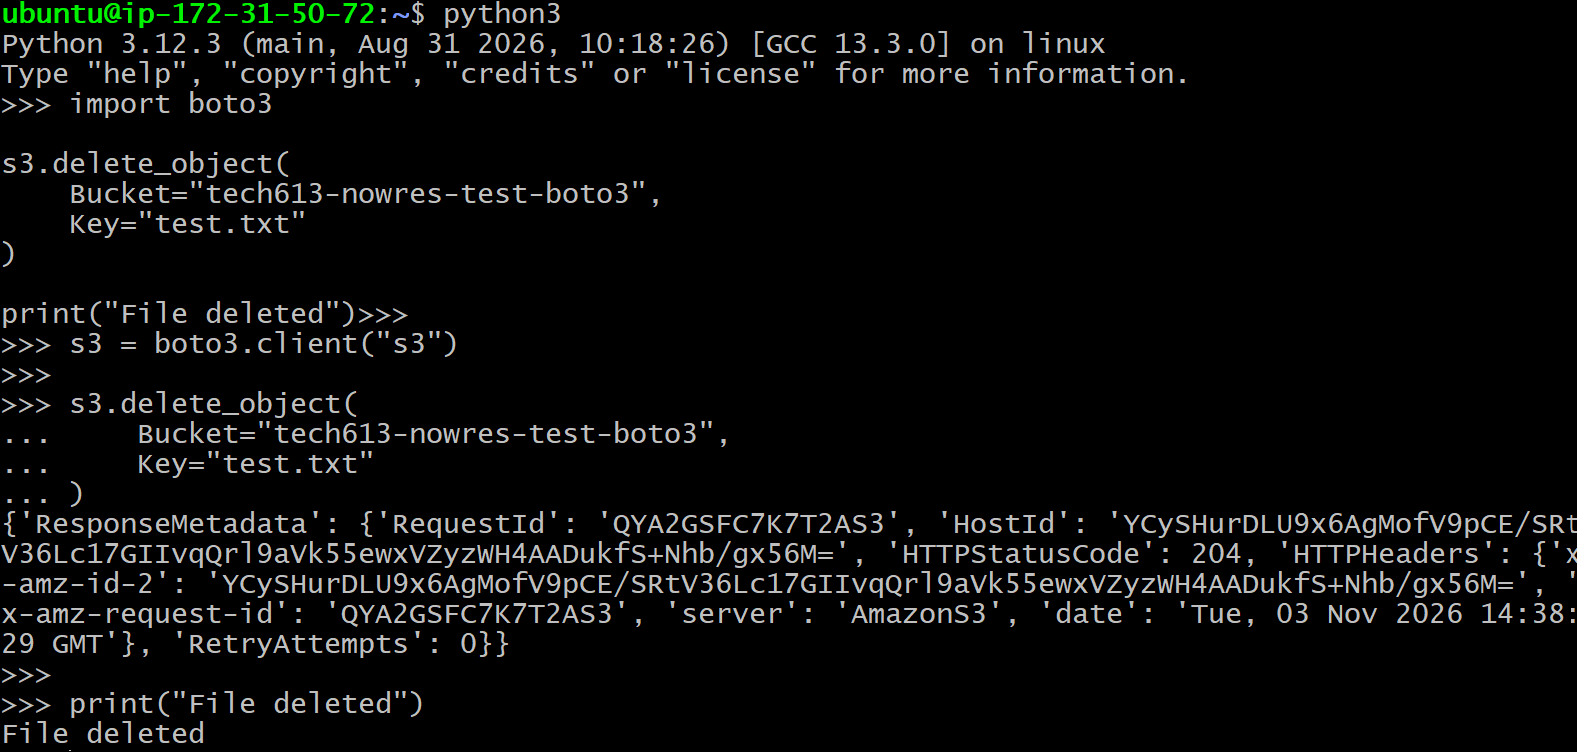 ubuntu@ip-172-31-50-72:~$ python3
Python 3.12.3 (main, Aug 31 2026, 10:18:26) [GCC 13.3.0] on linux
Type "help", "copyright", "credits" or "license" for more information.
>>> import boto3

s3.delete_object(
    Bucket="tech613-nowres-test-boto3",
    Key="test.txt"
)

print("File deleted")>>>
>>> s3 = boto3.client("s3")
>>>
>>> s3.delete_object(
...     Bucket="tech613-nowres-test-boto3",
...     Key="test.txt"
... )
{'ResponseMetadata': {'RequestId': 'QYA2GSFC7K7T2AS3', 'HostId': 'YCySHurDLU9x6AgMofV9pCE/SRt
V36Lc17GIIvqQrl9aVk55ewxVZyzWH4AADukfS+Nhb/gx56M=', 'HTTPStatusCode': 204, 'HTTPHeaders': {'x
-amz-id-2': 'YCySHurDLU9x6AgMofV9pCE/SRtV36Lc17GIIvqQrl9aVk55ewxVZyzWH4AADukfS+Nhb/gx56M=', '
x-amz-request-id': 'QYA2GSFC7K7T2AS3', 'server': 'AmazonS3', 'date': 'Tue, 03 Nov 2026 14:38:
29 GMT'}, 'RetryAttempts': 0}}
>>>
>>> print("File deleted")
File deleted